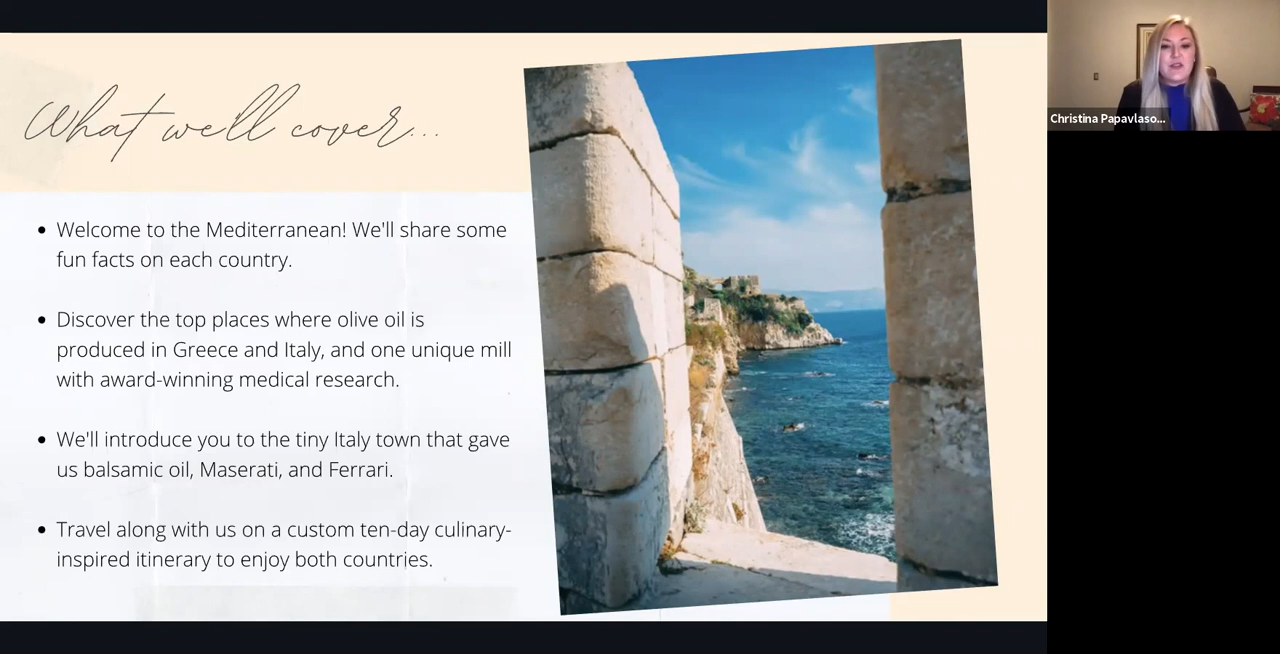 What we'll cover...
Welcome to the Mediterranean! We'll share some
fun facts on each country.
Discover the top places where olive oil is
produced in Greece and Italy, and one unique mill
with award-winning medical research.
We'll introduce you to the tiny Italy town that gave
us balsamic oil, Maserati, and Ferrari.
Travel along with us on a custom ten-day culinary-
inspired itinerary to enjoy both countries.
Christina Papavlaso...